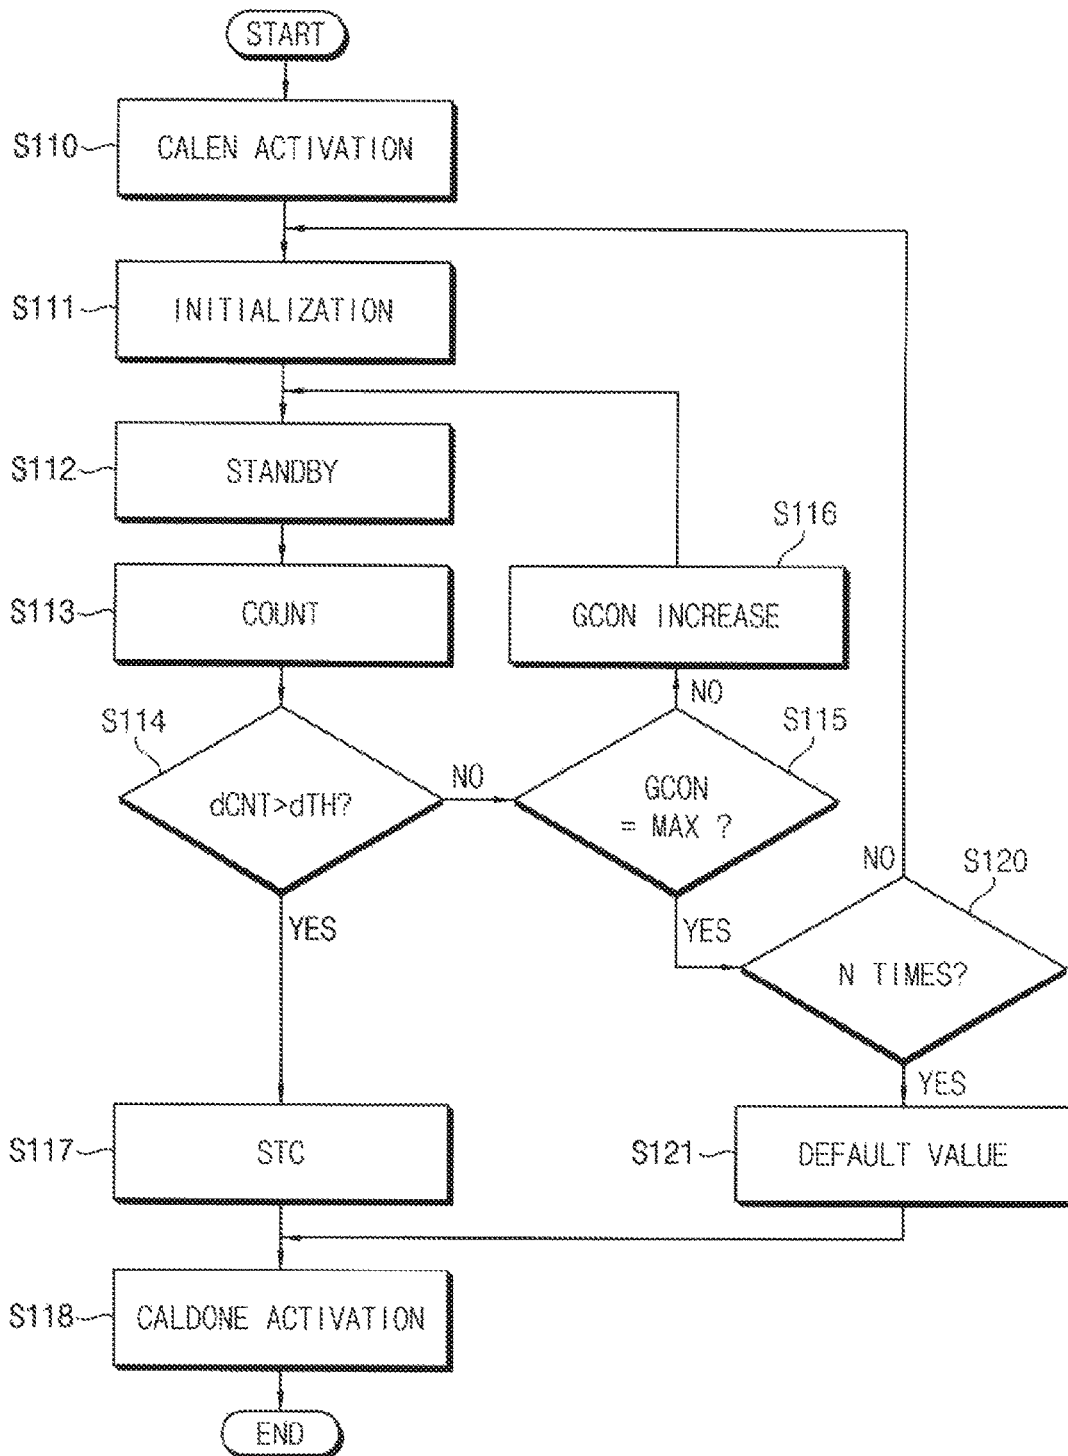 START
S110
CALEN ACTIVATION
S111
INITIALIZATION
S112
STANDBY
S116
S113
COUNT
GCON INCREASE
NO
S114
S115
dCNT>dTH?
NO
GCON
= MAX ?
NO
S120
YES
YES
N TIMES?
YES
S117
STC
S121
DEFAULT VALUE
S118
CALDONE ACTIVATION
END